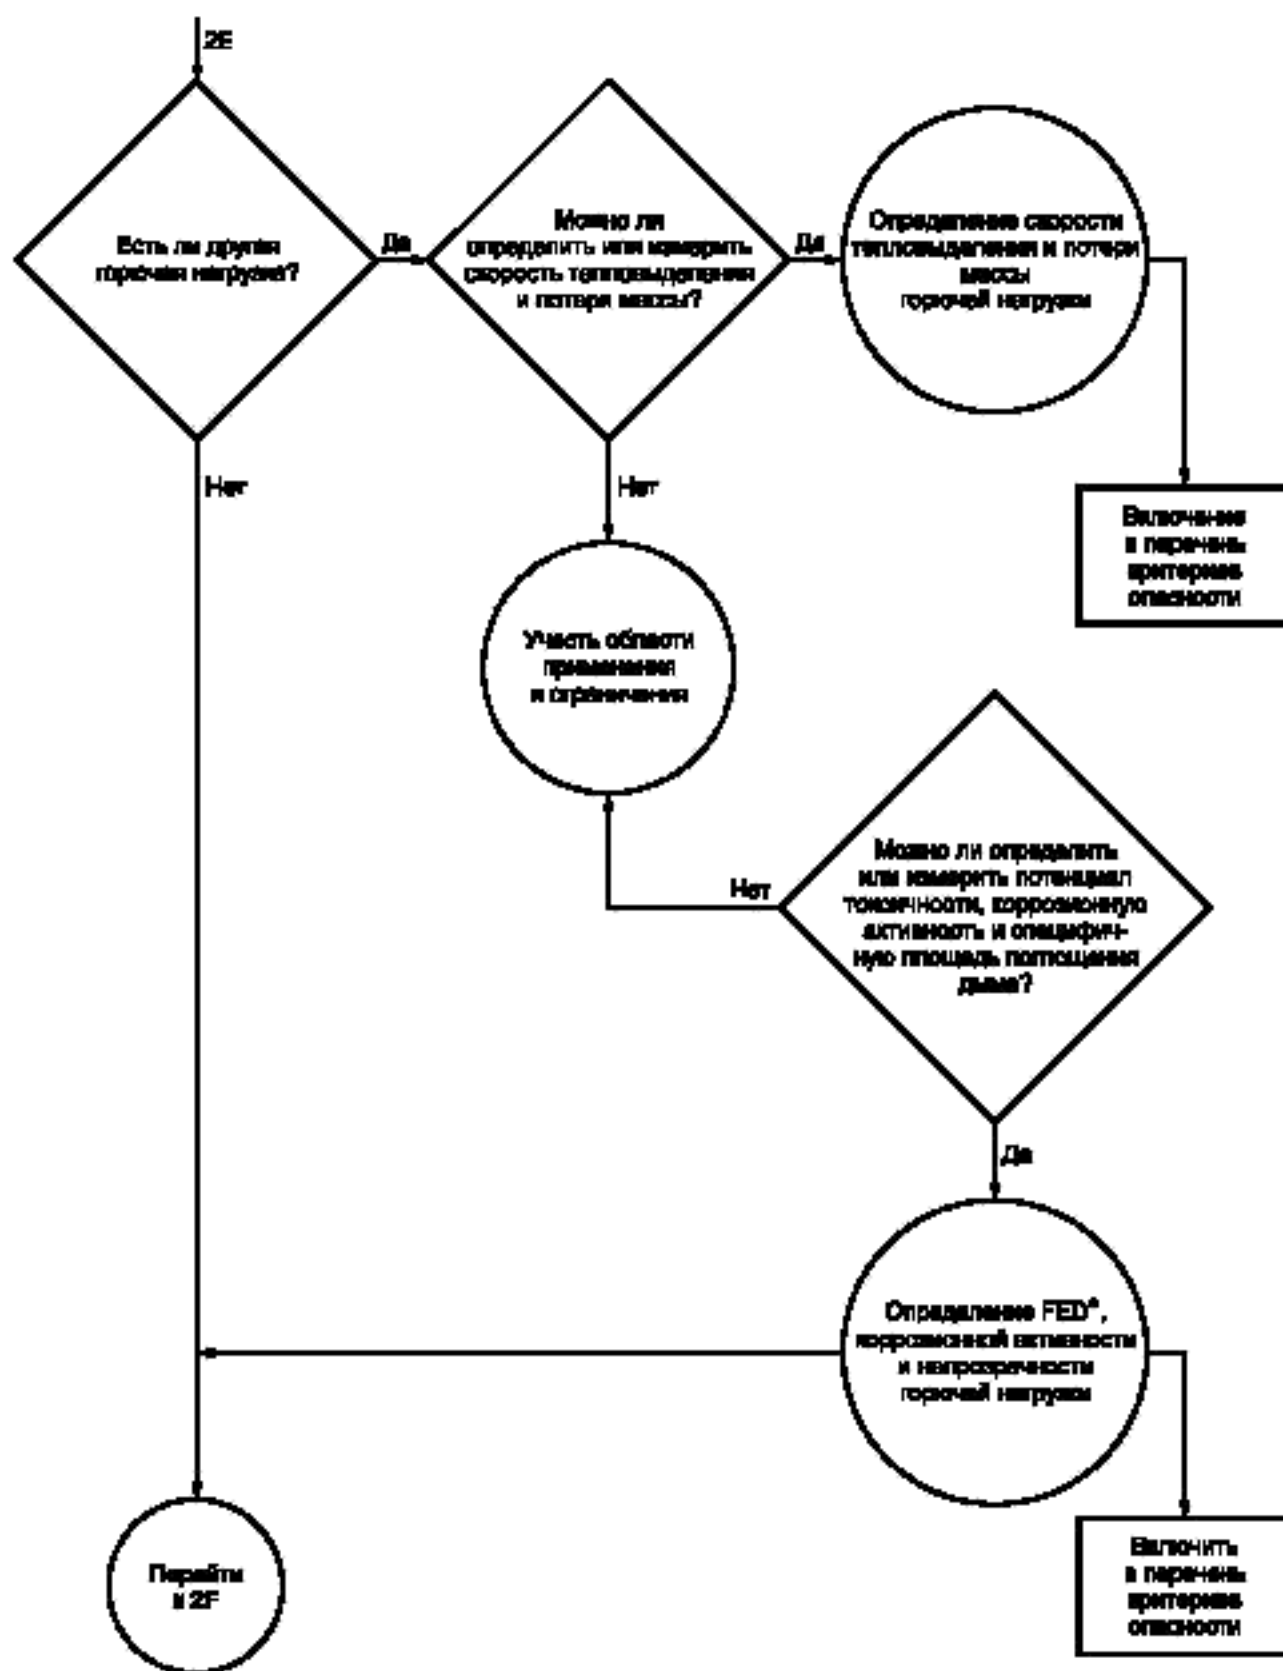 2E
Есть ли другая
горючая нагрузка?
Да
Можно ли
определить или измерить
скорость тепловыделения
и потери массы?
Да
Определение скорости
тепловыделения и потери
массы
горючей нагрузки
Нет
Нет
Включение
в перечень
критериев
опасности
Учесть области
применения
и ограничения
Можно ли определить
или измерить потенциал
токсичности, коррозионную
активность и специфич-
ную площадь поглощения
дыма?
Нет
Да
Определение FED*,
коррозионной активности
и непрозрачности
горючей нагрузки
Перейти
к 2F
Включить
в перечень
критериев
опасности